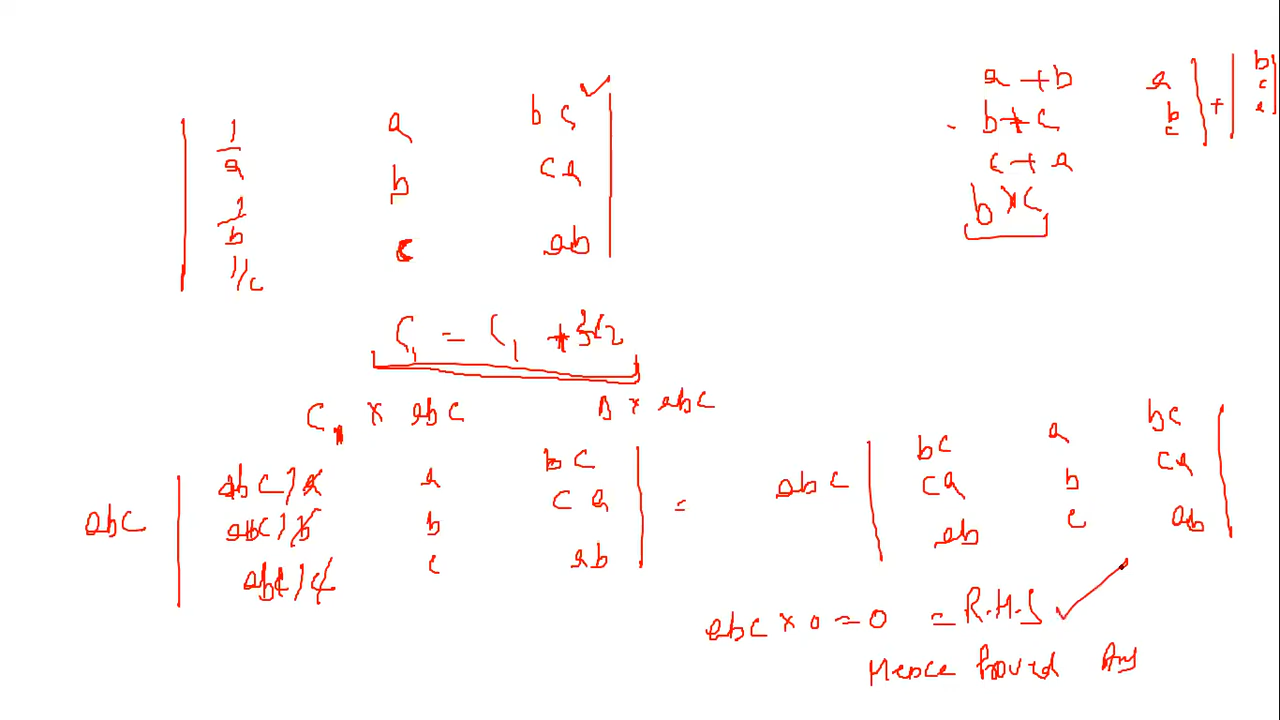 | 1/a a bc | ✓
| 1/b b ca |
| 1/c c ab |
a + b
b + c
c + a
b × c
a | + | b
b c
c a
C₁ = C₁ + C₂
C₁ × abc Δ × abc
abc | abc/a a bc | = abc | bc a bc |
| abc/b b ca | | ca b ca |
| abc/c c ab | | ab c ab |
abc × 0 = 0 = R.H.S ✓
Hence Proved Ans